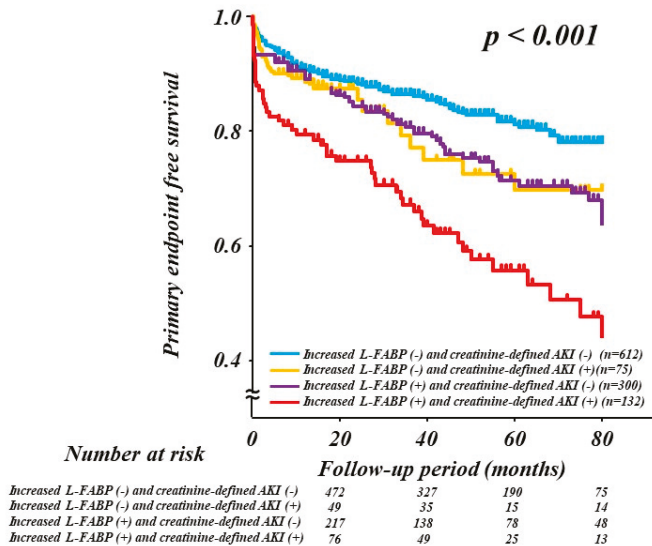 1.0
p < 0.001
0.8
0.6
0.4
Primary endpoint free survival
Increased L-FABP (-) and creatinine-defined AKI (-) (n=612)
Increased L-FABP (-) and creatinine-defined AKI (+)(n=75)
Increased L-FABP (+) and creatinine-defined AKI (-) (n=300)
Increased L-FABP (+) and creatinine-defined AKI (+) (n=132)
0 20 40 60 80
Number at risk
Follow-up period (months)
Increased L-FABP (-) and creatinine-defined AKI (-) 472 327 190 75
Increased L-FABP (-) and creatinine-defined AKI (+) 49 35 15 14
Increased L-FABP (+) and creatinine-defined AKI (-) 217 138 78 48
Increased L-FABP (+) and creatinine-defined AKI (+) 76 49 25 13